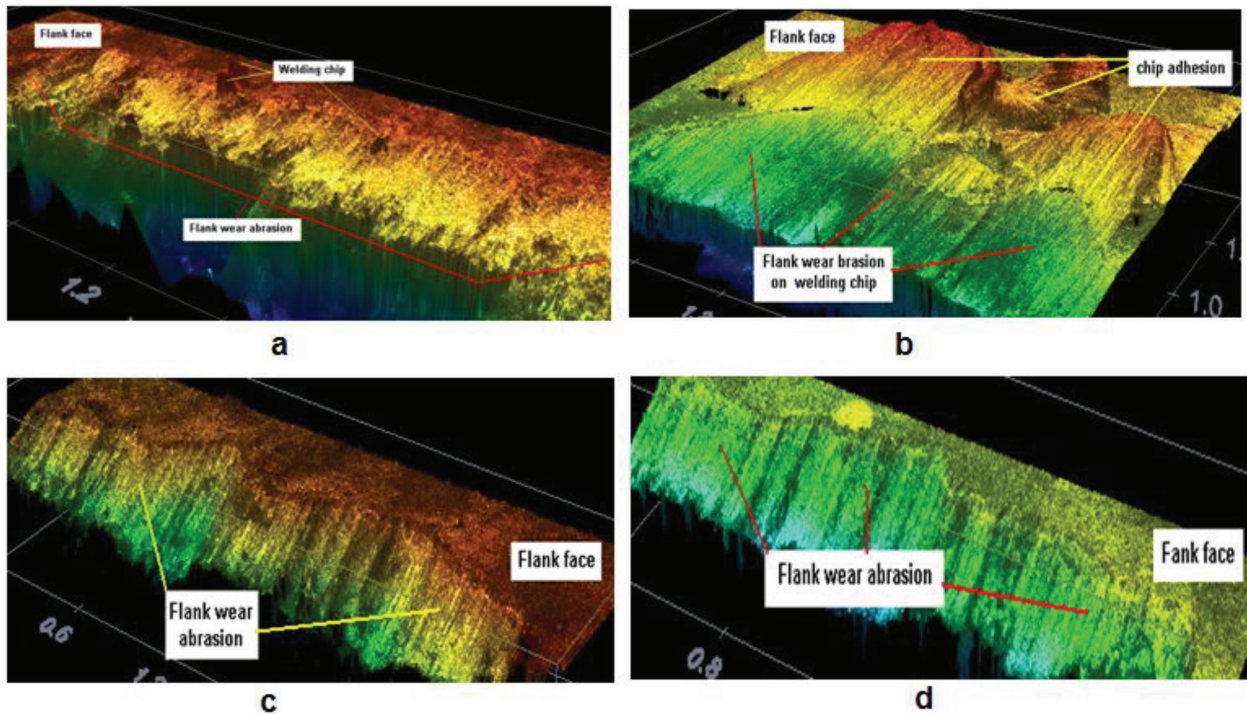 Flank face
Welding chip
Flank wear abrasion
1.2
a
Flank face
chip adhesion
Flank wear brasion
on welding chip
1.0
b
Flank face
Flank wear
abrasion
0.6
c
Fank face
Flank wear abrasion
0.8
d